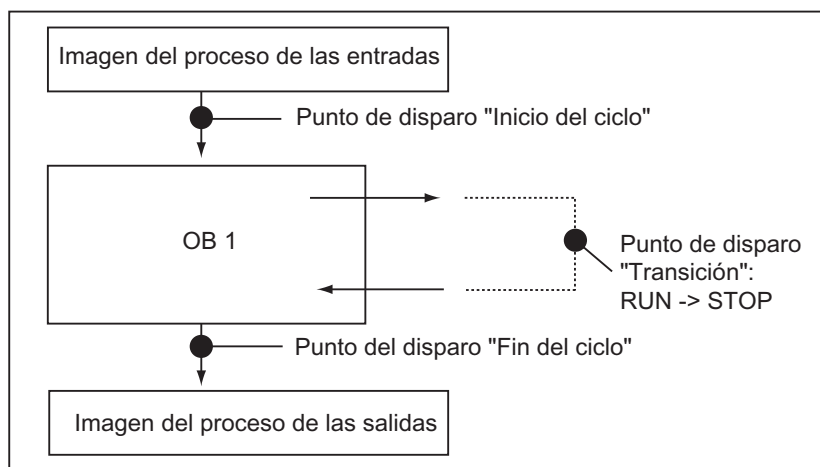 Imagen del proceso de las entradas
Punto de disparo "Inicio del ciclo"
OB 1
Punto de disparo
"Transición":
RUN -> STOP
Punto del disparo "Fin del ciclo"
Imagen del proceso de las salidas